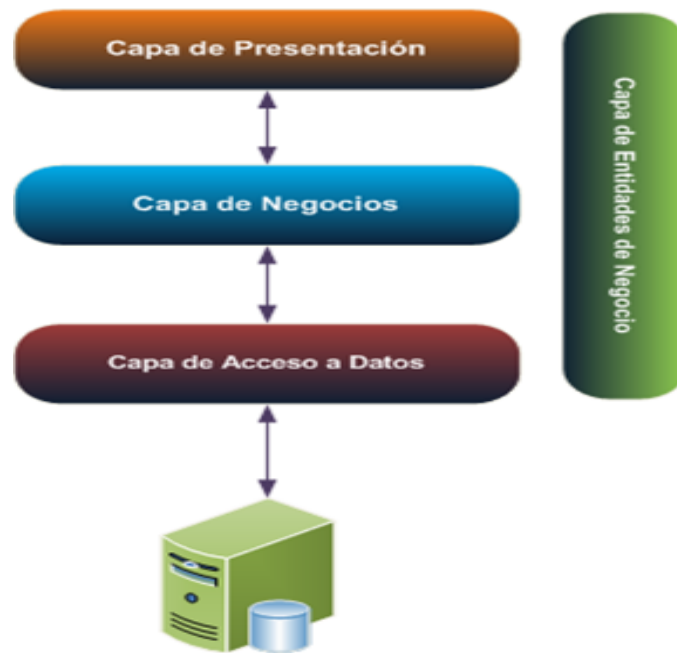 Capa de Presentación
Capa de Negocios
Capa de Acceso a Datos
Capa de Entidades de Negocio